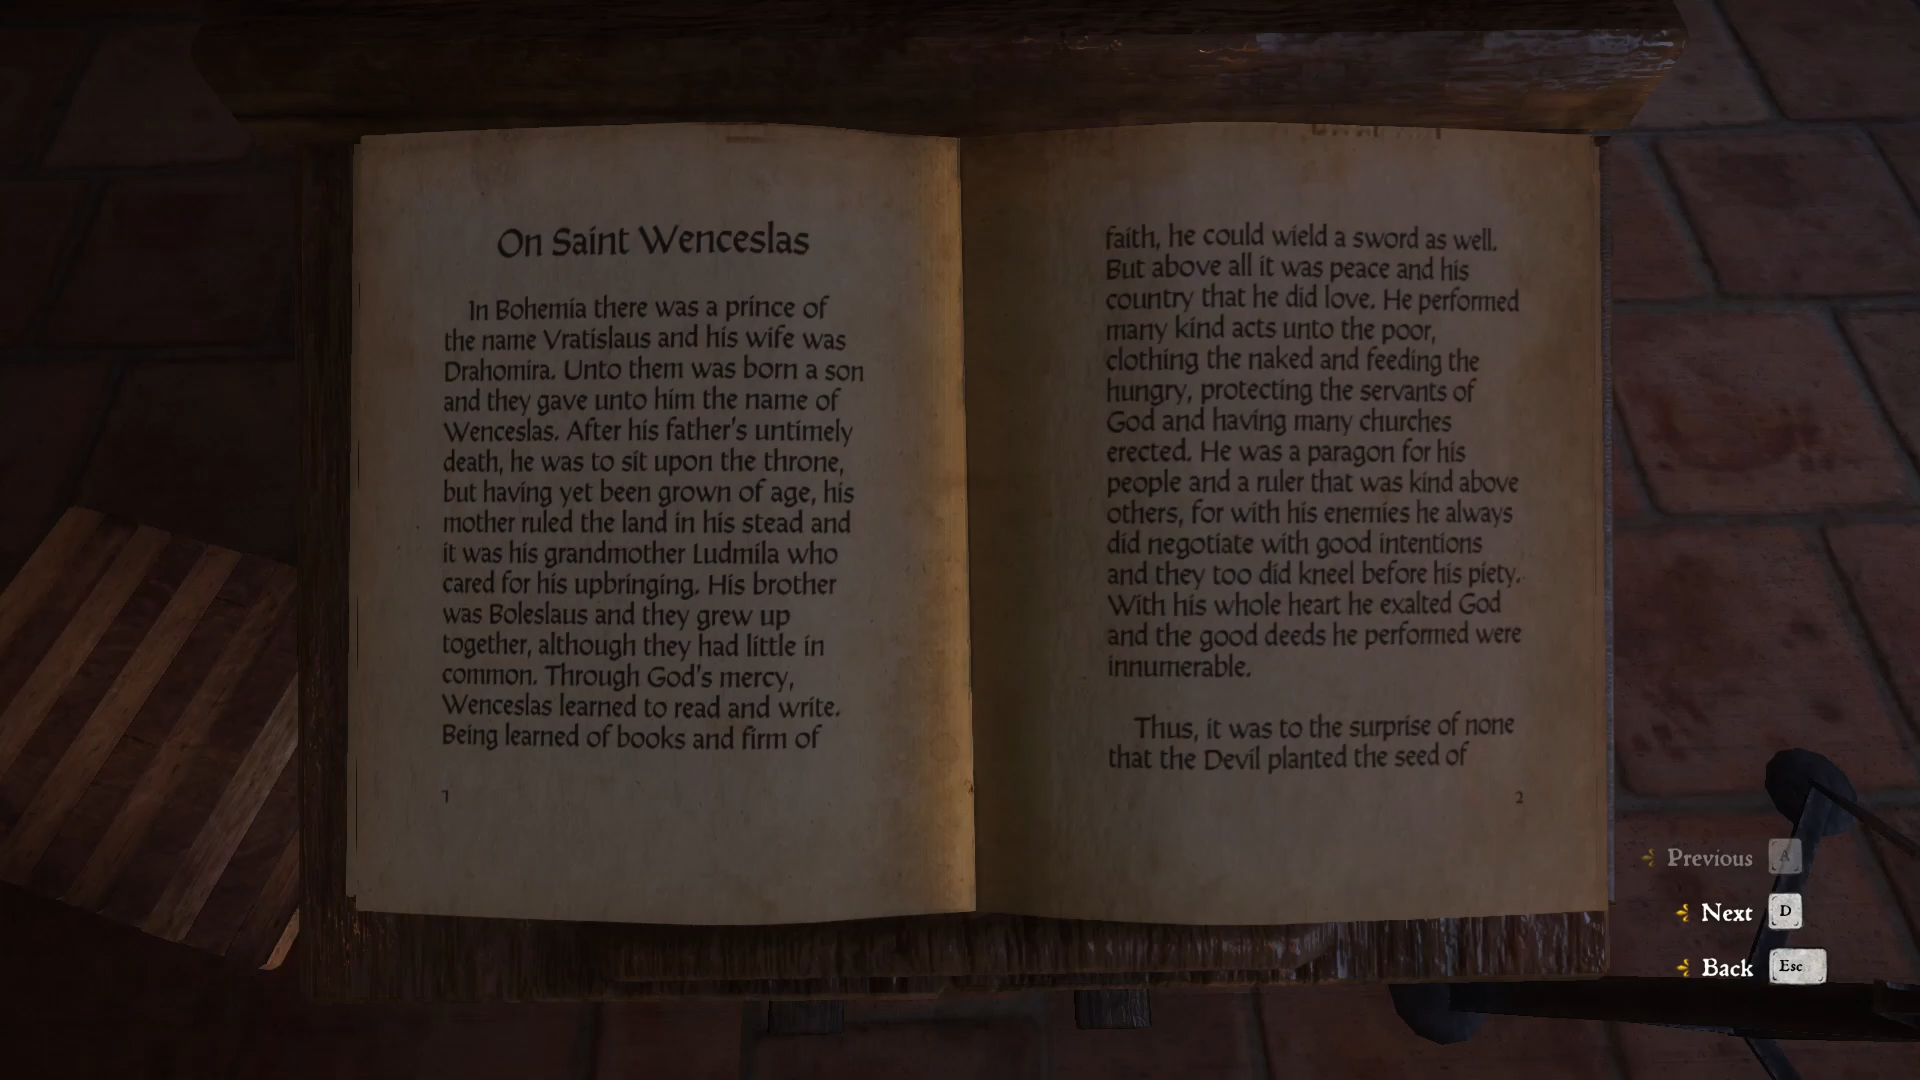 On Saint Wenceslas
In Bohemia there was a prince of
the name Vratislaus and his wife was
Drahomira. Unto them was born a son
and they gave unto him the name of
Wenceslas. After his father's untimely
death, he was to sit upon the throne,
but having yet been grown of age, his
mother ruled the land in his stead and
it was his grandmother Ludmila who
cared for his upbringing. His brother
was Boleslaus and they grew up
together, although they had little in
common. Through God's mercy,
Wenceslas learned to read and write.
Being learned of books and firm of
1
faith, he could wield a sword as well.
But above all it was peace and his
country that he did love. He performed
many kind acts unto the poor,
clothing the naked and feeding the
hungry, protecting the servants of
God and having many churches
erected. He was a paragon for his
people and a ruler that was kind above
others, for with his enemies he always
did negotiate with good intentions
and they too did kneel before his piety.
With his whole heart he exalted God
and the good deeds he performed were
innumerable.
Thus, it was to the surprise of none
that the Devil planted the seed of
2
Previous A
Next D
Back Esc